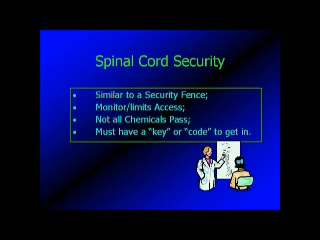 Spinal Cord Security
• Similar to a Security Fence;
• Monitor/limits Access;
• Not all Chemicals Pass;
• Must have a “key” or “code” to get in.